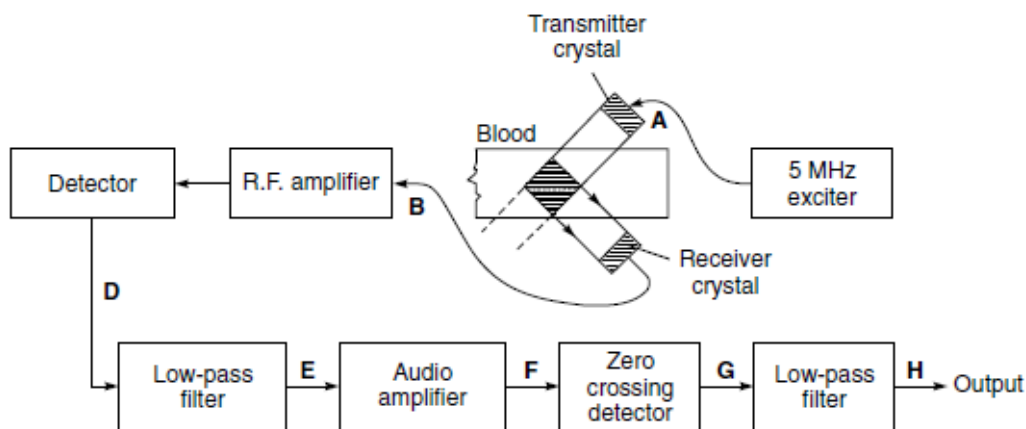 Transmitter
crystal
A
Blood
Detector
R.F. amplifier
B
5 MHz
exciter
Receiver
crystal
D
Low-pass
filter
E
Audio
amplifier
F
Zero
crossing
detector
G
Low-pass
filter
H
Output